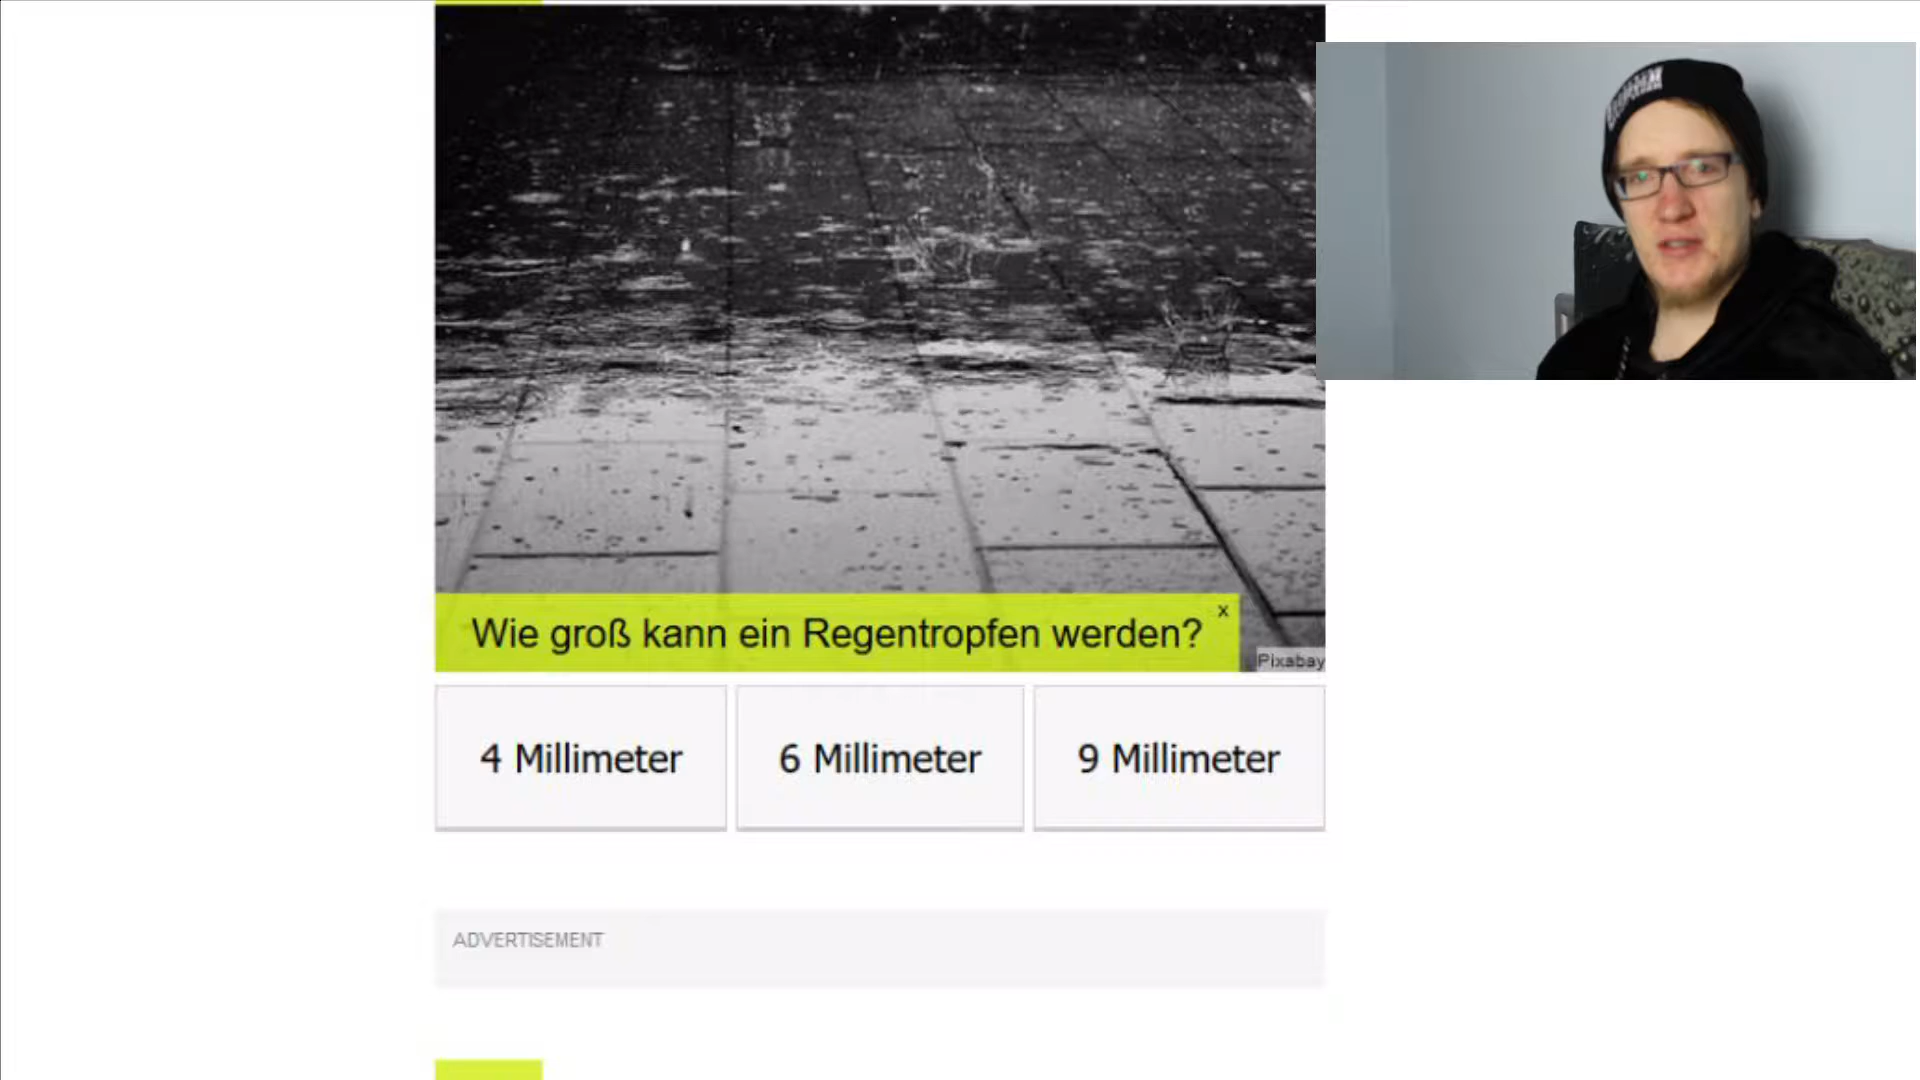 Wie groß kann ein Regentropfen werden?
x
Pixabay
4 Millimeter
6 Millimeter
9 Millimeter
ADVERTISEMENT